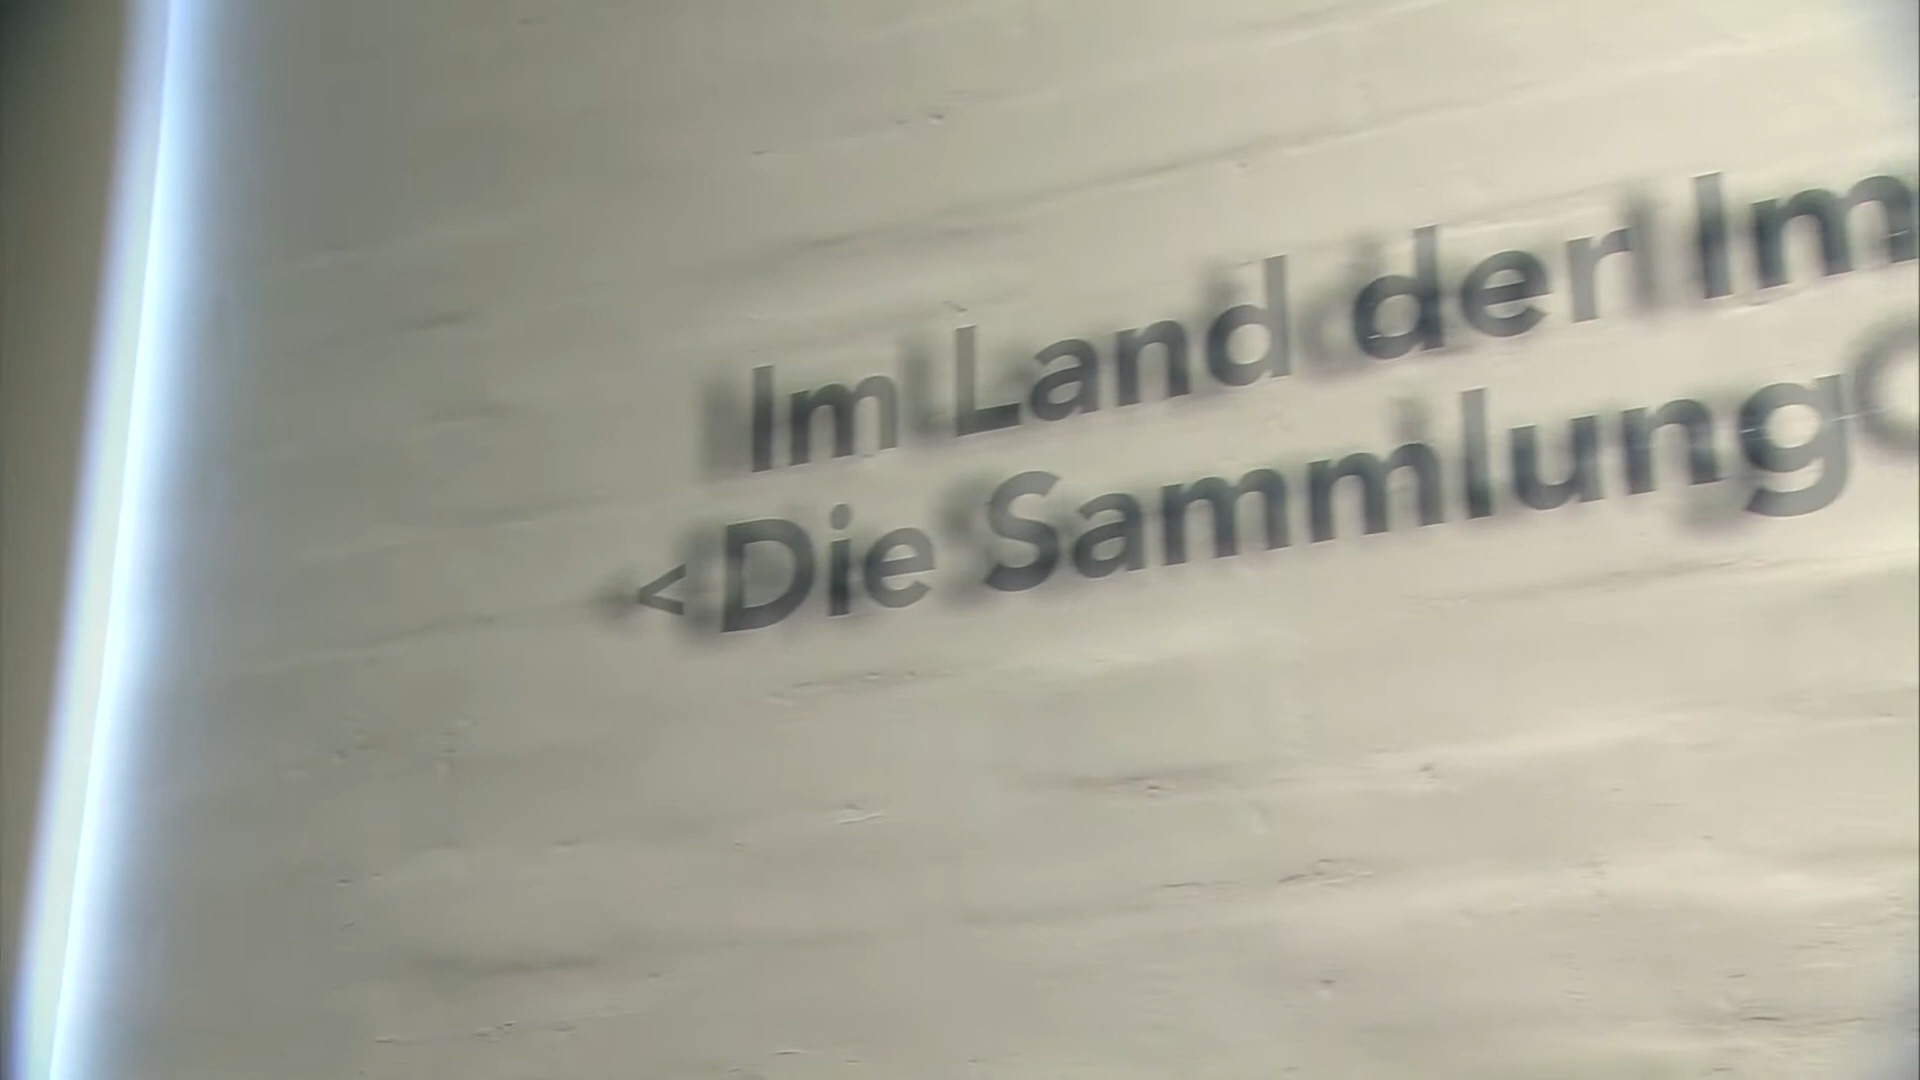 Im Land der Im
< Die Sammlung